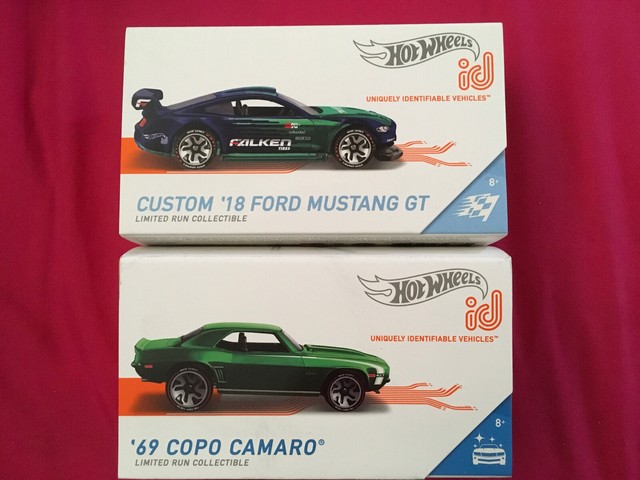 Hot Wheels
id
UNIQUELY IDENTIFIABLE VEHICLES™
FALKEN
TIRES
8+
CUSTOM '18 FORD MUSTANG GT
LIMITED RUN COLLECTIBLE
Hot Wheels
id
UNIQUELY IDENTIFIABLE VEHICLES™
8+
'69 COPO CAMARO®
LIMITED RUN COLLECTIBLE